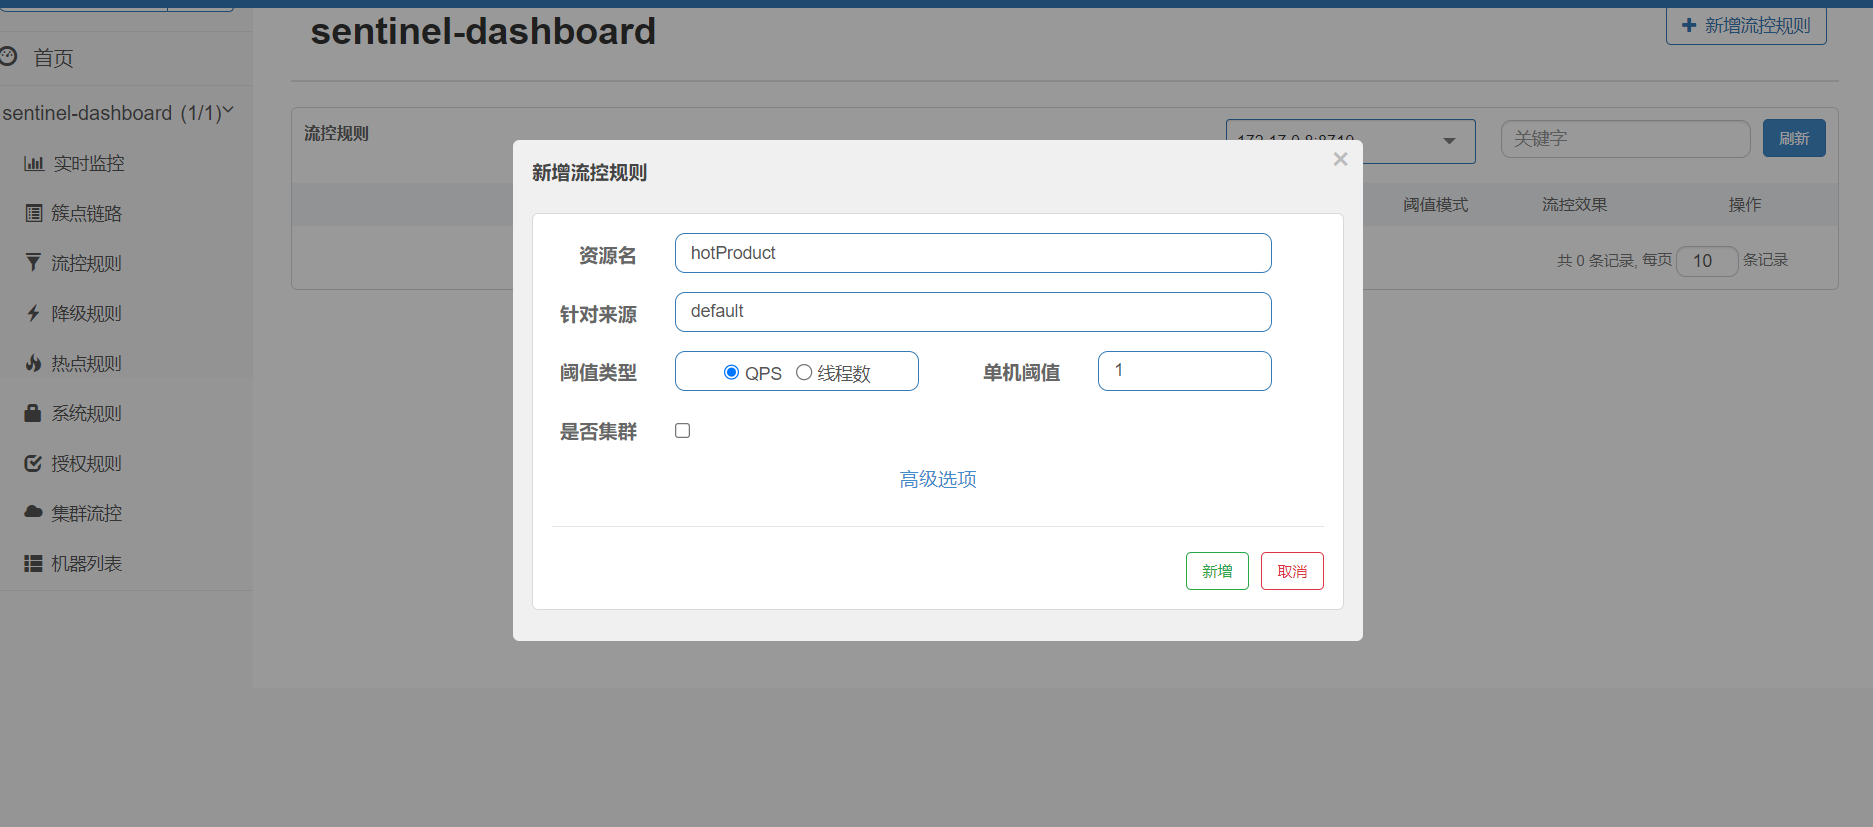 sentinel-dashboard
新增流控规则
首页
sentinel-dashboard (1/1)
实时监控
簇点链路
流控规则
降级规则
热点规则
系统规则
授权规则
集群流控
机器列表
流控规则
关键字
刷新
阈值模式 流控效果 操作
共 0 条记录, 每页 10 条记录
新增流控规则
资源名 hotProduct
针对来源 default
阈值类型 QPS 线程数 单机阈值 1
是否集群
高级选项
新增 取消